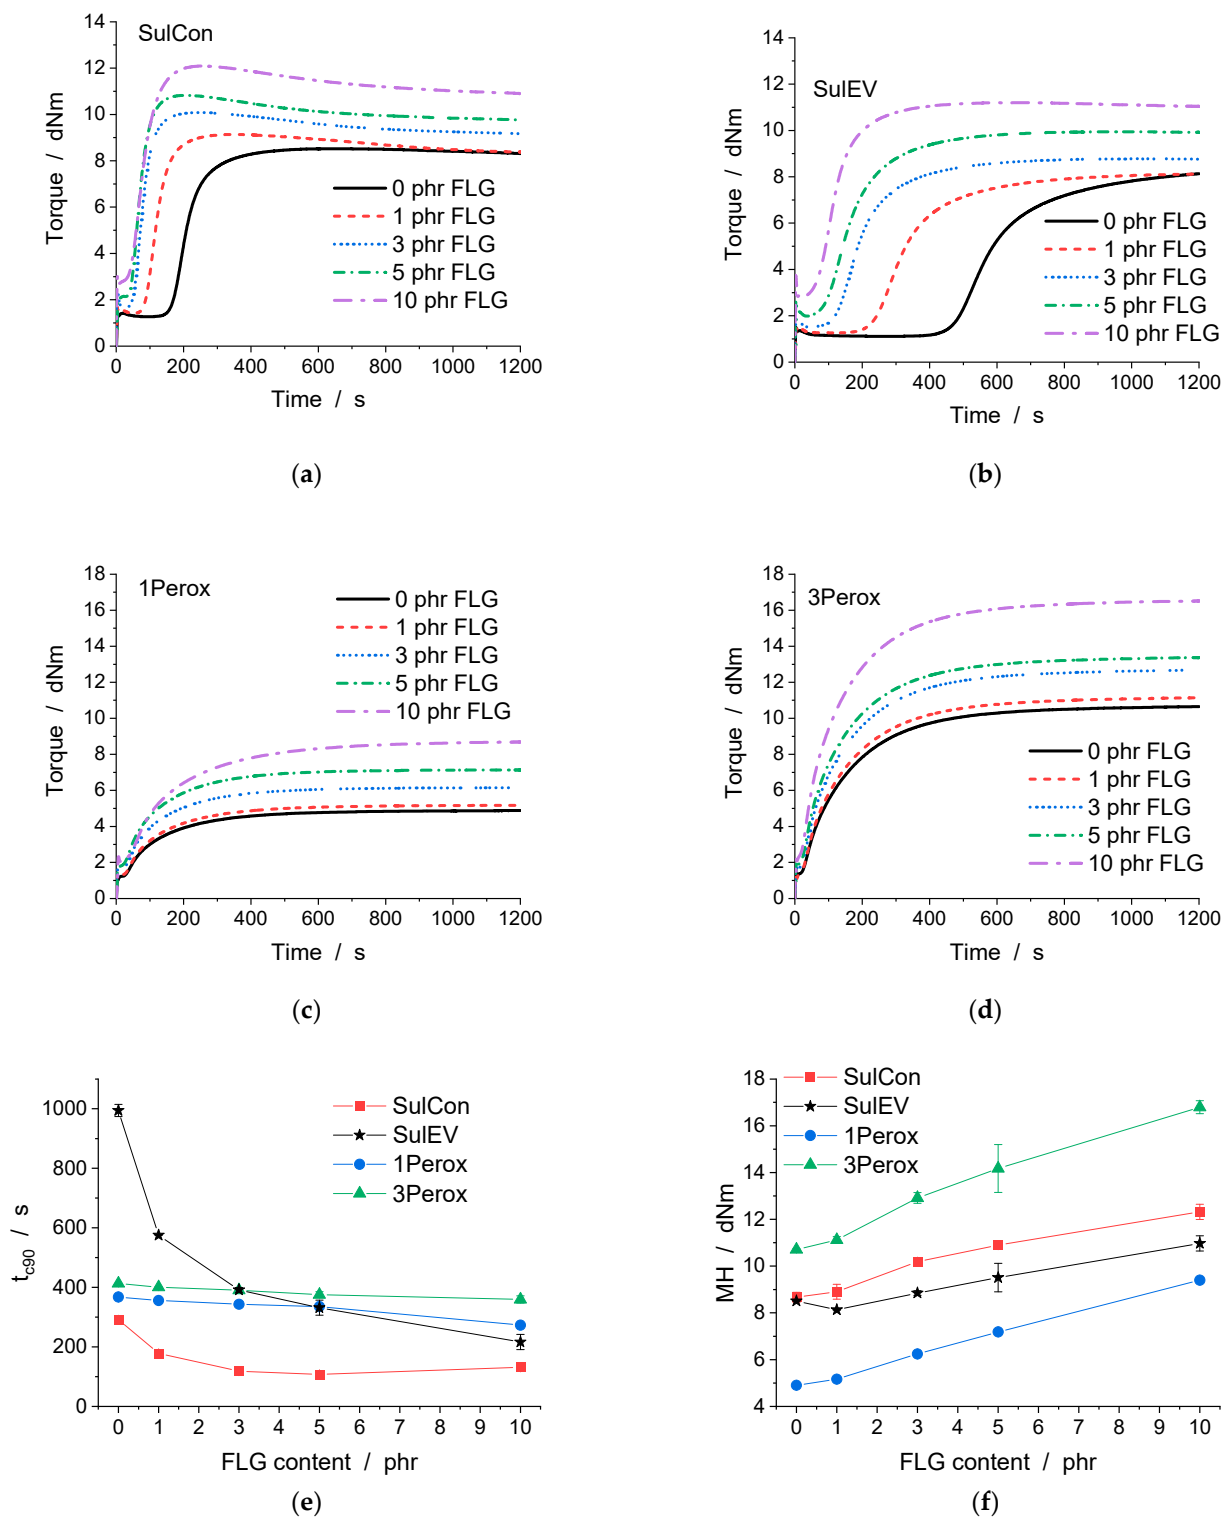 SulCon
Torque / dNm
14
12
10
8
6
4
2
0
0 phr FLG
1 phr FLG
3 phr FLG
5 phr FLG
10 phr FLG
0 200 400 600 800 1000 1200
Time / s
(a)
SulEV
Torque / dNm
14
12
10
8
6
4
2
0
0 phr FLG
1 phr FLG
3 phr FLG
5 phr FLG
10 phr FLG
0 200 400 600 800 1000 1200
Time / s
(b)
1Perox
Torque / dNm
18
16
14
12
10
8
6
4
2
0
0 phr FLG
1 phr FLG
3 phr FLG
5 phr FLG
10 phr FLG
0 200 400 600 800 1000 1200
Time / s
(c)
3Perox
Torque / dNm
18
16
14
12
10
8
6
4
2
0
0 phr FLG
1 phr FLG
3 phr FLG
5 phr FLG
10 phr FLG
0 200 400 600 800 1000 1200
Time / s
(d)
t c90 / s
1000
800
600
400
200
0
SulCon
SulEV
1Perox
3Perox
0 1 2 3 4 5 6 7 8 9 10
FLG content / phr
(e)
MH / dNm
18
16
14
12
10
8
6
4
SulCon
SulEV
1Perox
3Perox
0 1 2 3 4 5 6 7 8 9 10
FLG content / phr
(f)